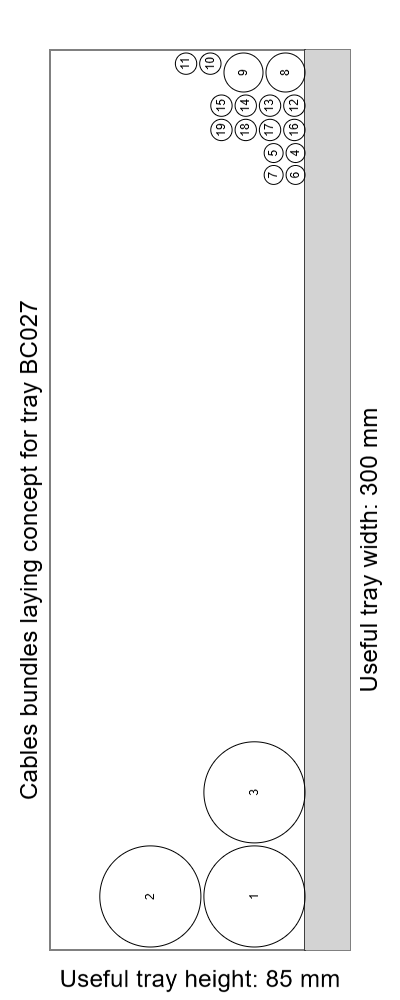 Cables bundles laying concept for tray BC027
11 10 9 8
15 14 13 12
19 18 17 16
5 4
7 6
3
2 1
Useful tray width: 300 mm
Useful tray height: 85 mm